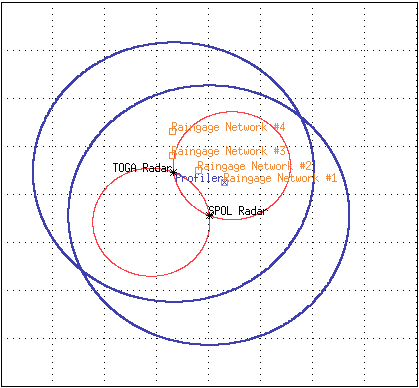 Raingage Network #4
Raingage Network #3
TOGA Radar
Raingage Network #2
Profiler
Raingage Network #1
SPOL Radar